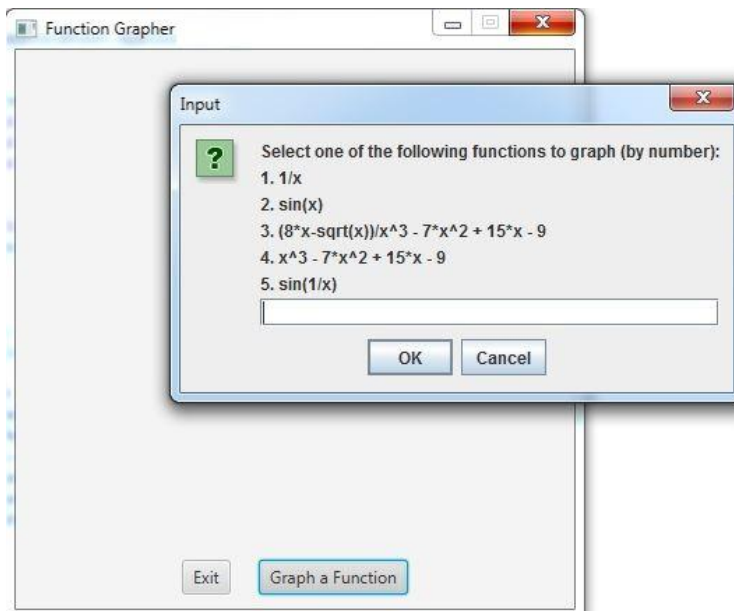 Function Grapher
Input
Select one of the following functions to graph (by number):
1. 1/x
2. sin(x)
3. (8*x-sqrt(x))/x^3 - 7*x^2 + 15*x - 9
4. x^3 - 7*x^2 + 15*x - 9
5. sin(1/x)
OK Cancel
Exit Graph a Function